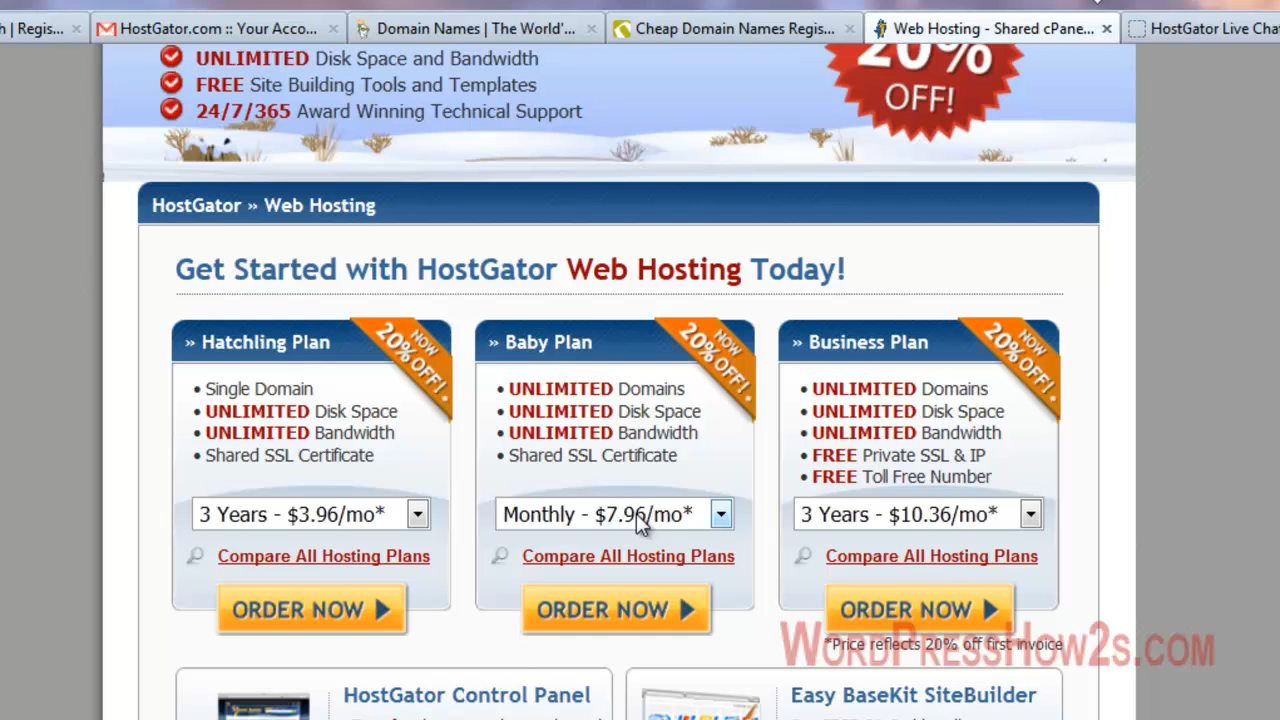 h | Regis...
HostGator.com :: Your Acco...
Domain Names | The World'...
Cheap Domain Names Regis...
Web Hosting - Shared cPane...
HostGator Live Chat
UNLIMITED Disk Space and Bandwidth
FREE Site Building Tools and Templates
24/7/365 Award Winning Technical Support
20%
OFF!
HostGator » Web Hosting
Get Started with HostGator Web Hosting Today!
» Hatchling Plan
NOW
20% OFF!
• Single Domain
• UNLIMITED Disk Space
• UNLIMITED Bandwidth
• Shared SSL Certificate
3 Years - $3.96/mo*
Compare All Hosting Plans
ORDER NOW
» Baby Plan
NOW
20% OFF!
• UNLIMITED Domains
• UNLIMITED Disk Space
• UNLIMITED Bandwidth
• Shared SSL Certificate
Monthly - $7.96/mo*
Compare All Hosting Plans
ORDER NOW
» Business Plan
NOW
20% OFF!
• UNLIMITED Domains
• UNLIMITED Disk Space
• UNLIMITED Bandwidth
• FREE Private SSL & IP
• FREE Toll Free Number
3 Years - $10.36/mo*
Compare All Hosting Plans
ORDER NOW
*Price reflects 20% off first invoice
WordPressHow2s.com
HostGator Control Panel
Easy BaseKit SiteBuilder